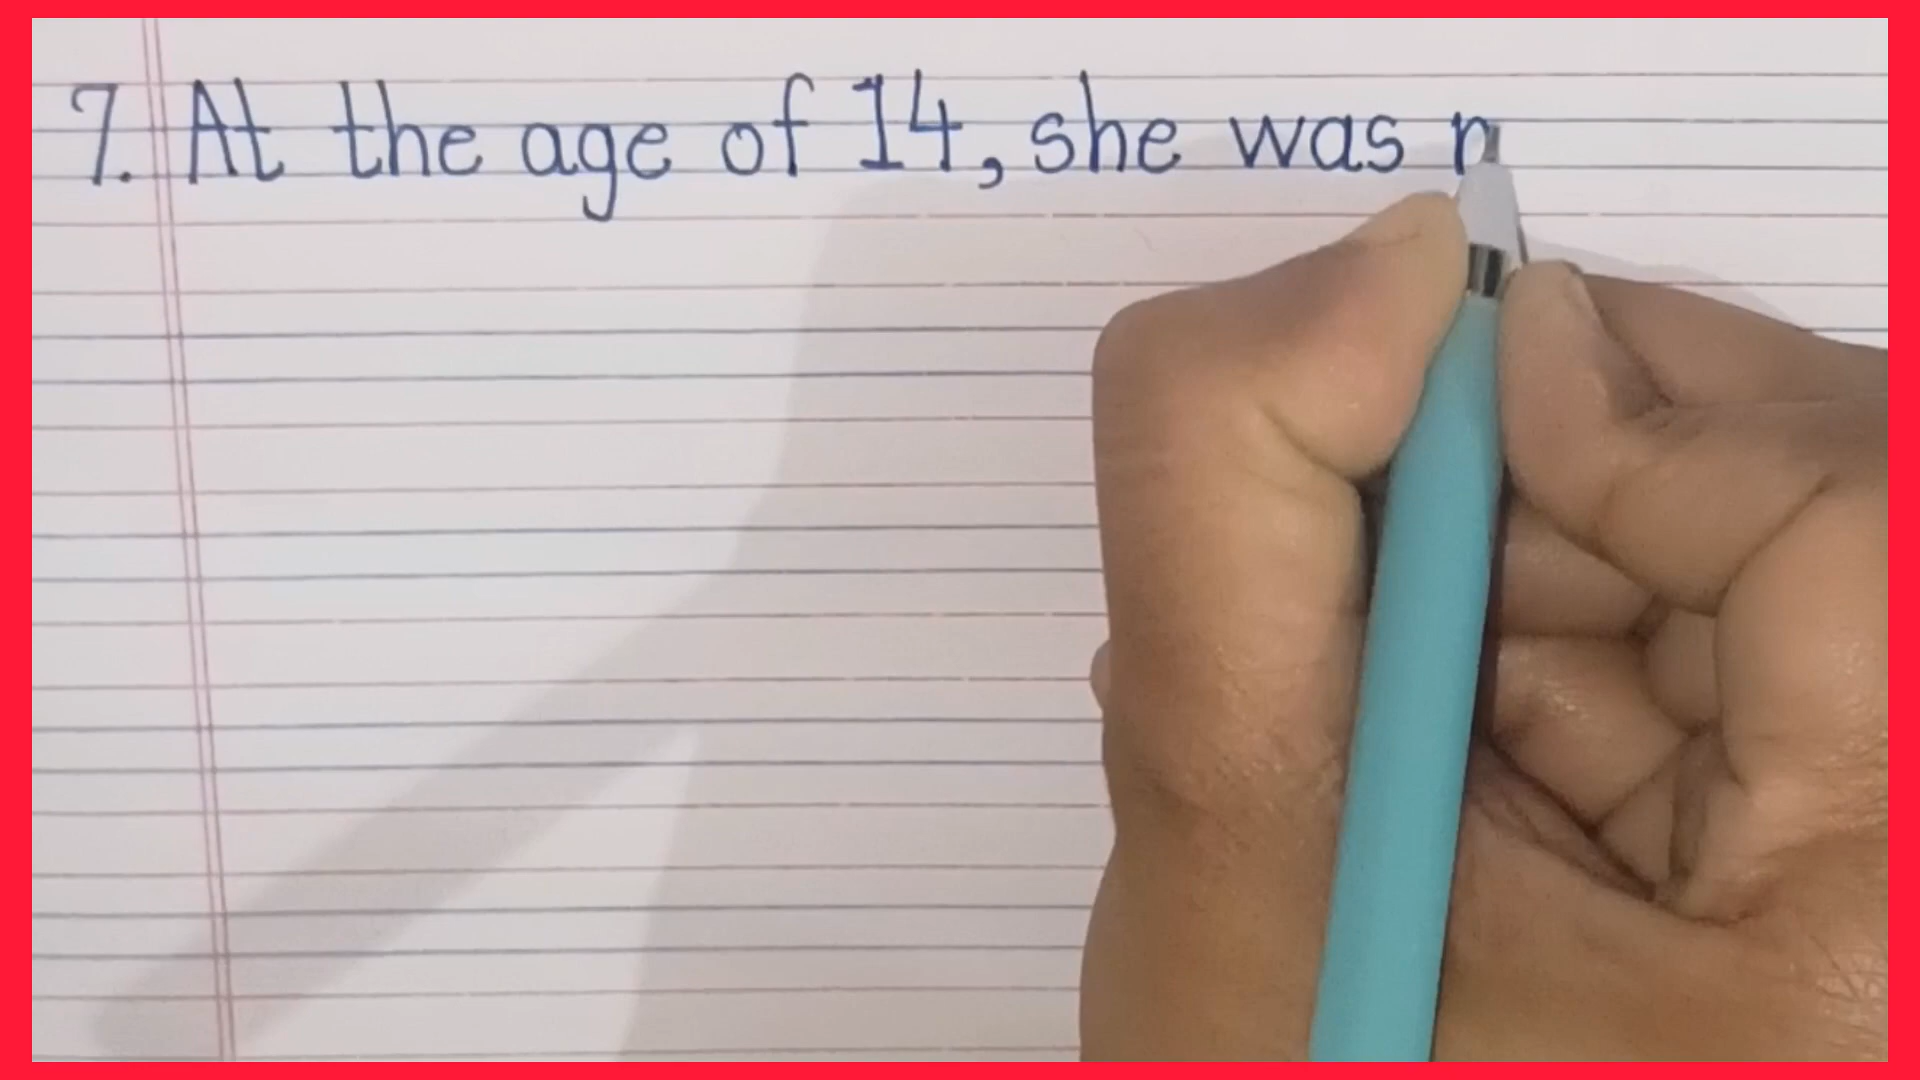 7. At the age of 14, she was